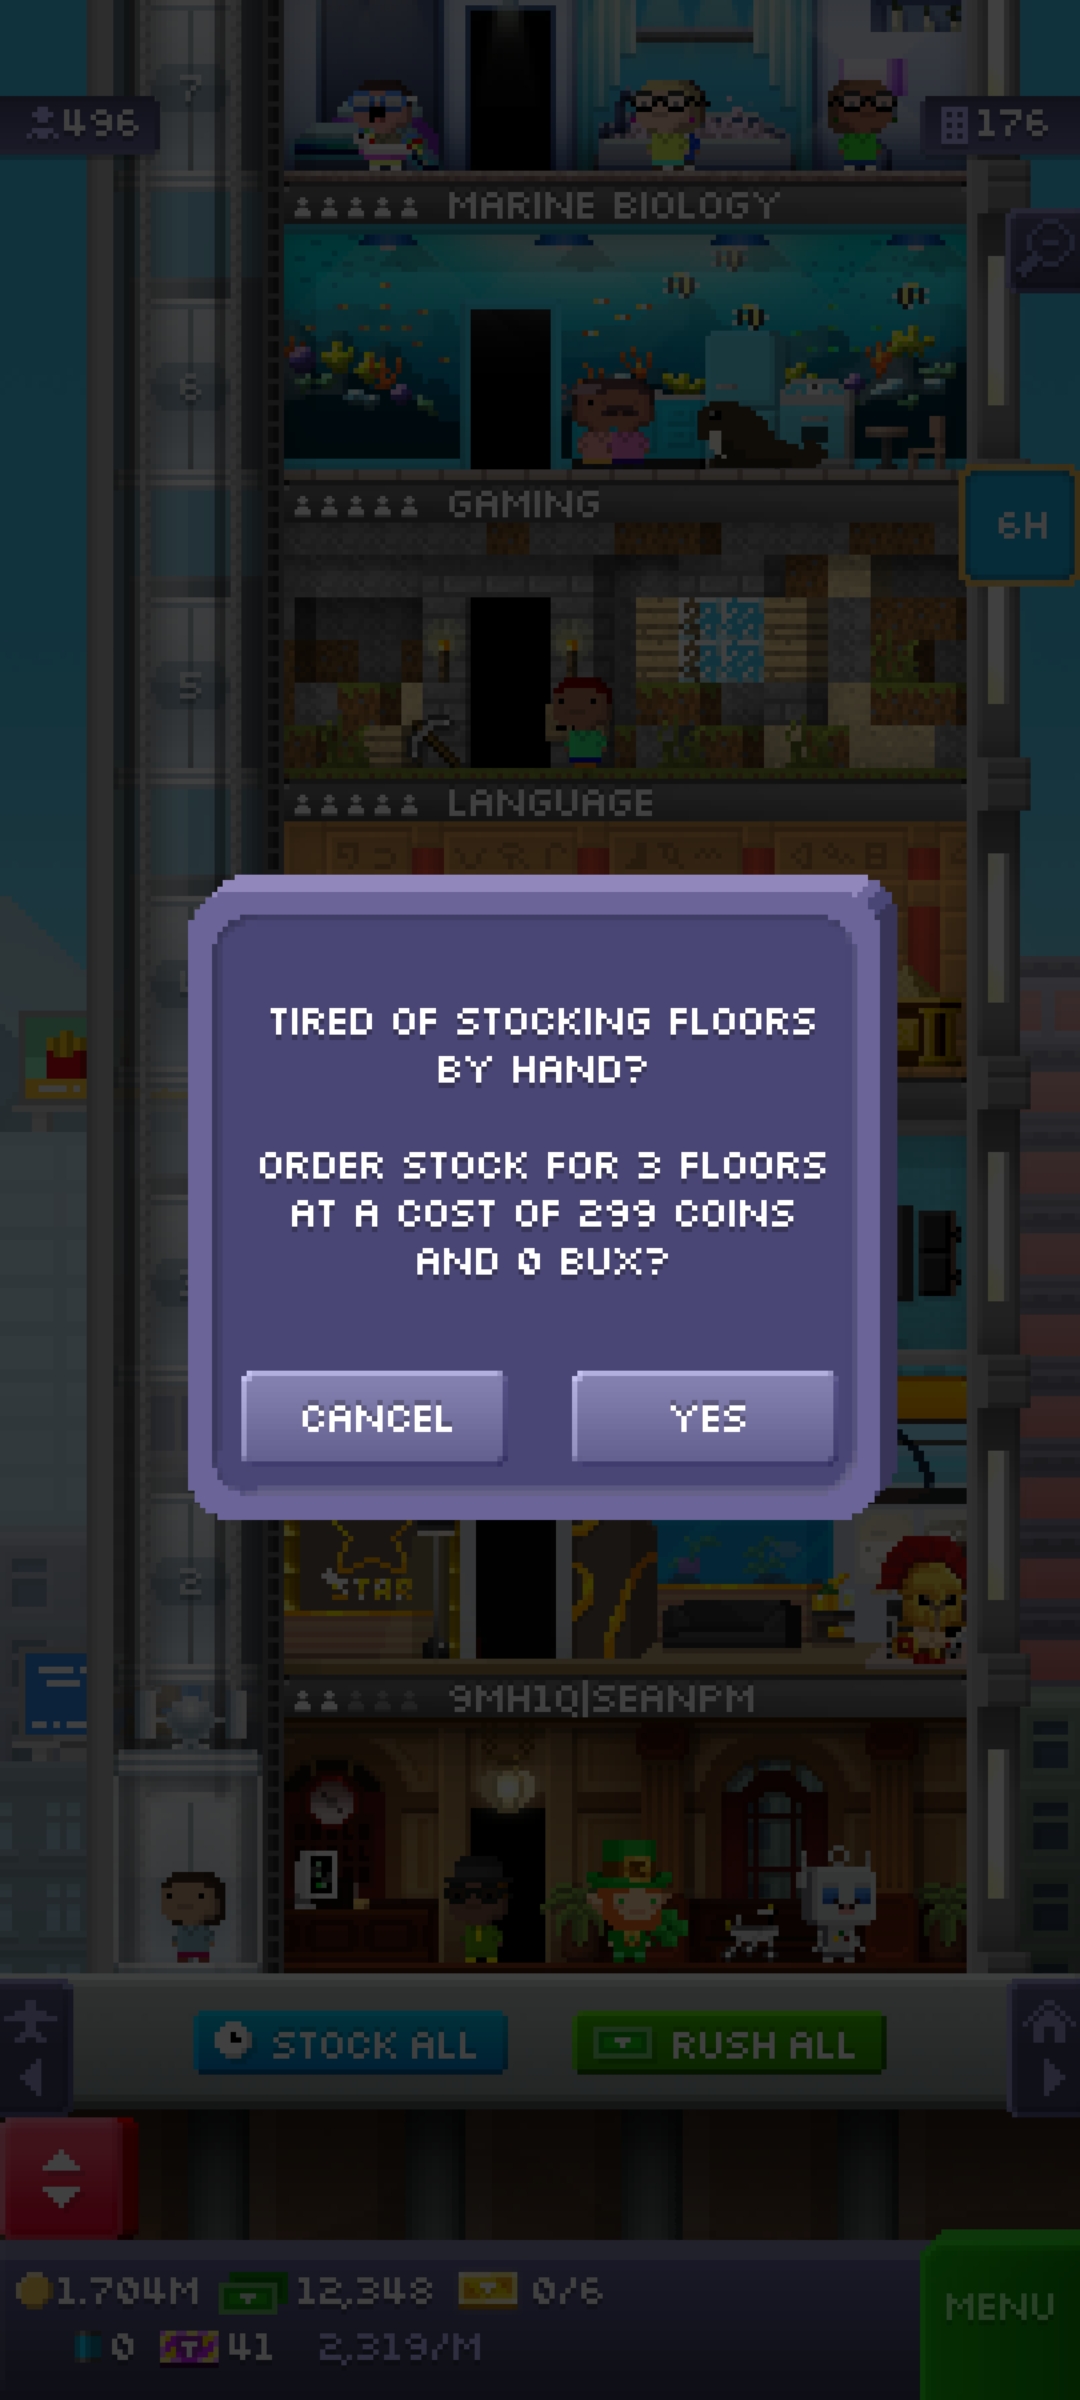 7
496
176
MARINE BIOLOGY
6
GAMING
6H
5
LANGUAGE
TIRED OF STOCKING FLOORS
BY HAND?
ORDER STOCK FOR 3 FLOORS
AT A COST OF 299 COINS
AND 0 BUX?
CANCEL
YES
STAR
2
9MH1Q|SEANPM
STOCK ALL
RUSH ALL
1.704M
12,348
0/6
MENU
0
41
2,319/M